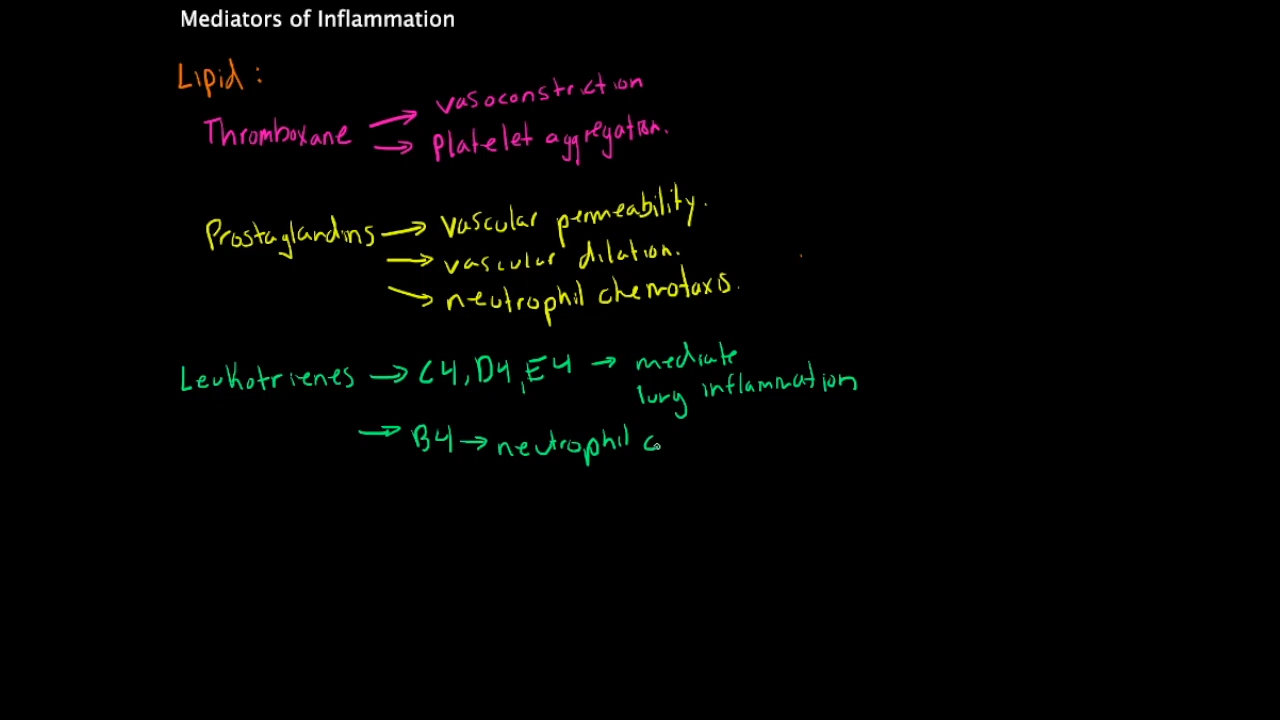 Mediators of Inflammation
Lipid :
Thromboxane → vasoconstriction
→ Platelet aggregation.
Prostaglandins → vascular permeability.
→ vascular dilation.
→ neutrophil chemotaxis.
Leukotrienes → C4, D4, E4 → mediate
lung inflammation
→ B4 → neutrophil c